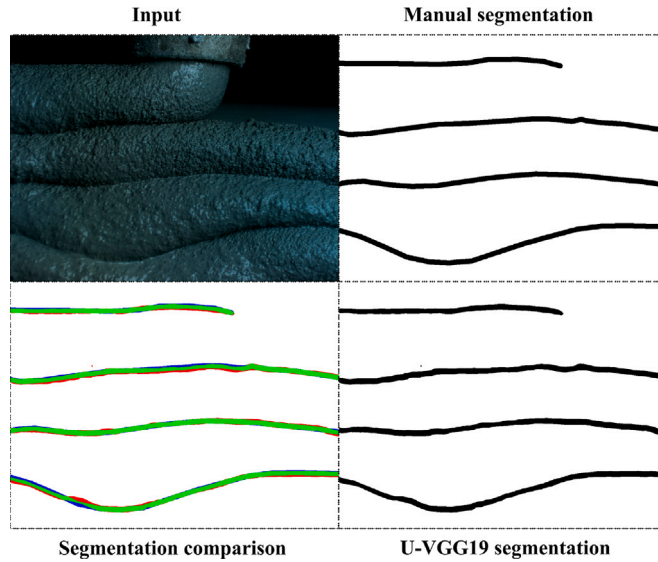 Input
Manual segmentation
Segmentation comparison
U-VGG19 segmentation